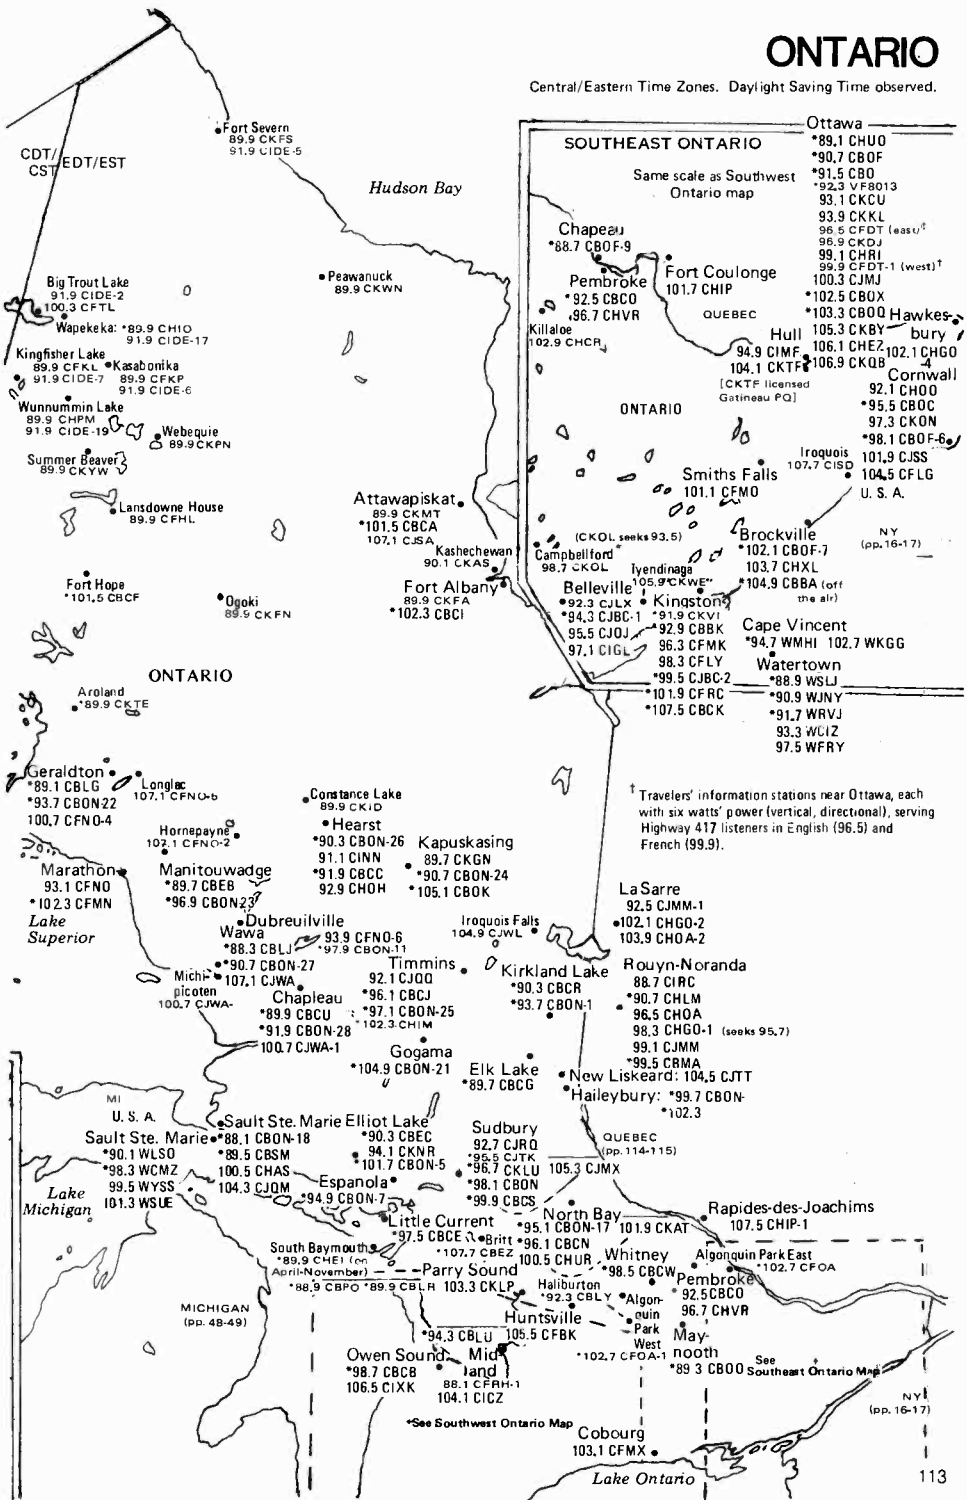 ONTARIO
Central/Eastern Time Zones. Daylight Saving Time observed.
Fort Severn
89.9 CKFS
91.9 CIDE-5
CDT/
CST
EDT/EST
Hudson Bay
Peawanuck
89.9 CKWN
Big Trout Lake
91.9 CIDE-2
100.3 CFTL
Wapekeka: *89.9 CHIO
91.9 CIDE-17
Kingfisher Lake
89.9 CFKL
91.9 CIDE-7
Kasabonika
89.9 CFKP
91.9 CIDE-6
Wunnummin Lake
89.9 CHPM
91.9 CIDE-19
Webequie
89.9 CKPN
Summer Beaver
89.9 CKYW
Lansdowne House
89.9 CFHL
Attawapiskat
89.9 CKMT
*101.5 CBCA
107.1 CJSA
Kashechewan
90.1 CKAS
Fort Albany
89.9 CKFA
*102.3 CBCI
Fort Hope
*101.5 CBCF
Ogoki
89.9 CKFN
ONTARIO
Aroland
*89.9 CKTE
SOUTHEAST ONTARIO
Same scale as Southwest
Ontario map
Ottawa
*89.1 CHUO
*90.7 CBOF
*91.5 CBO
*92.3 VF8013
93.1 CKCU
93.9 CKKL
96.5 CFDT (east)†
96.9 CKDJ
99.1 CHRI
99.9 CFDT-1 (west)†
100.3 CJMJ
*102.5 CBOX
*103.3 CBOQ
105.3 CKBY
106.1 CHEZ
106.9 CKQB
Chapeau
*88.7 CBOF-9
Pembroke
*92.5 CBCO
96.7 CHVR
Fort Coulonge
101.7 CHIP
QUEBEC
Killaloe
102.9 CHCR
Hull
94.9 CIMF
104.1 CKTF
[CKTF licensed
Gatineau PQ]
Hawkes-
bury
102.1 CHGO
-4
Cornwall
92.1 CHOO
*95.5 CBOC
97.3 CKON
*98.1 CBOF-6
101.9 CJSS
104.5 CFLG
U. S. A.
ONTARIO
Iroquois
107.7 CISD
Smiths Falls
101.1 CFMO
NY
(pp. 16-17)
(CKOL seeks 93.5)
Campbellford
98.7 CKOL
Brockville
*102.1 CBOF-7
103.7 CHXL
*104.9 CBBA (off
the air)
Tyendinaga
105.9 CKWE
Belleville
92.3 CJLX
*94.3 CJBC-1
95.5 CJOJ
97.1 CIGL
Kingston
*91.9 CKVI
92.9 CBBK
96.3 CFMK
98.3 CFLY
*99.5 CJBC-2
*101.9 CFRC
*107.5 CBCK
Cape Vincent
*94.7 WMHI 102.7 WKGG
Watertown
*88.9 WSLJ
*90.9 WJNY
*91.7 WRVJ
93.3 WCIZ
97.5 WFRY
† Travelers' information stations near Ottawa, each
with six watts' power (vertical, directional), serving
Highway 417 listeners in English (96.5) and
French (99.9).
Geraldton
*89.1 CBLG
*93.7 CBON-22
100.7 CFNO-4
Longlac
107.1 CFNO-5
Constance Lake
89.9 CKID
Hornepayne
107.1 CFNO-2
Hearst
*90.3 CBON-26
91.1 CINN
*91.9 CBCC
92.9 CHOH
Kapuskasing
89.7 CKGN
*90.7 CBON-24
*105.1 CBOK
Marathon
93.1 CFNO
*102.3 CFMN
Manitouwadge
*89.7 CBEB
*96.9 CBON-23
Lake
Superior
Dubreuilville
93.9 CFNO-6
*97.9 CBON-11
Wawa
*88.3 CBLJ
*90.7 CBON-27
107.1 CJWA
Michi-
picoten
100.7 CJWA-
Iroquois Falls
104.9 CJWL
La Sarre
92.5 CJMM-1
102.1 CHGO-2
103.9 CHOA-2
Timmins
92.1 CJQQ
*96.1 CBCJ
*97.1 CBON-25
*102.3 CHIM
Kirkland Lake
*90.3 CBCR
*93.7 CBON-1
Rouyn-Noranda
88.7 CIRC
*90.7 CHLM
96.5 CHOA
98.3 CHGO-1 (seeks 95.7)
99.1 CJMM
*99.5 CRMA
Chapleau
*89.9 CBCU
*91.9 CBON-28
100.7 CJWA-1
Gogama
*104.9 CBON-21
Elk Lake
*89.7 CBCG
New Liskeard: 104.5 CJTT
Haileybury: *99.7 CBON-
*102.3
MI
U. S. A.
Sault Ste. Marie
*90.1 WLSO
*98.3 WCMZ
99.5 WYSS
101.3 WSUE
Sault Ste. Marie
*88.1 CBON-18
*89.5 CBSM
100.5 CHAS
104.3 CJQM
Elliot Lake
*90.3 CBEC
94.1 CKNR
*101.7 CBON-5
Espanola
*94.9 CBON-7
Sudbury
92.7 CJRQ
*95.5 CJTK
*96.7 CKLU
*98.1 CBON
*99.9 CBCS
105.3 CJMX
QUEBEC
(pp. 114-115)
Lake
Michigan
North Bay
*95.1 CBON-17 101.9 CKAT
*96.1 CBCN
100.5 CHUR
Rapides-des-Joachims
107.5 CHIP-1
Little Current
*97.5 CBCE
Britt
*107.7 CBEZ
South Baymouth
*89.9 CHEI (on
April-November)
Parry Sound
*88.9 CBPO *89.9 CBLR 103.3 CKLP
Whitney
*98.5 CBCW
Algonquin Park East
*102.7 CFOA
Pembroke
92.5 CBCO
96.7 CHVR
Haliburton
*92.3 CBLY
Algon-
quin
Park
West
*102.7 CFOA-1
Huntsville
*94.3 CBLU 105.5 CFBK
May-
nooth
*89.3 CBOO
See
Southeast Ontario Map
MICHIGAN
(pp. 48-49)
Owen Sound
*98.7 CBCB
106.5 CIXK
Mid
land
88.1 CFRH-1
104.1 CICZ
*See Southwest Ontario Map
NY
(pp. 16-17)
Cobourg
103.1 CFMX
Lake Ontario
113